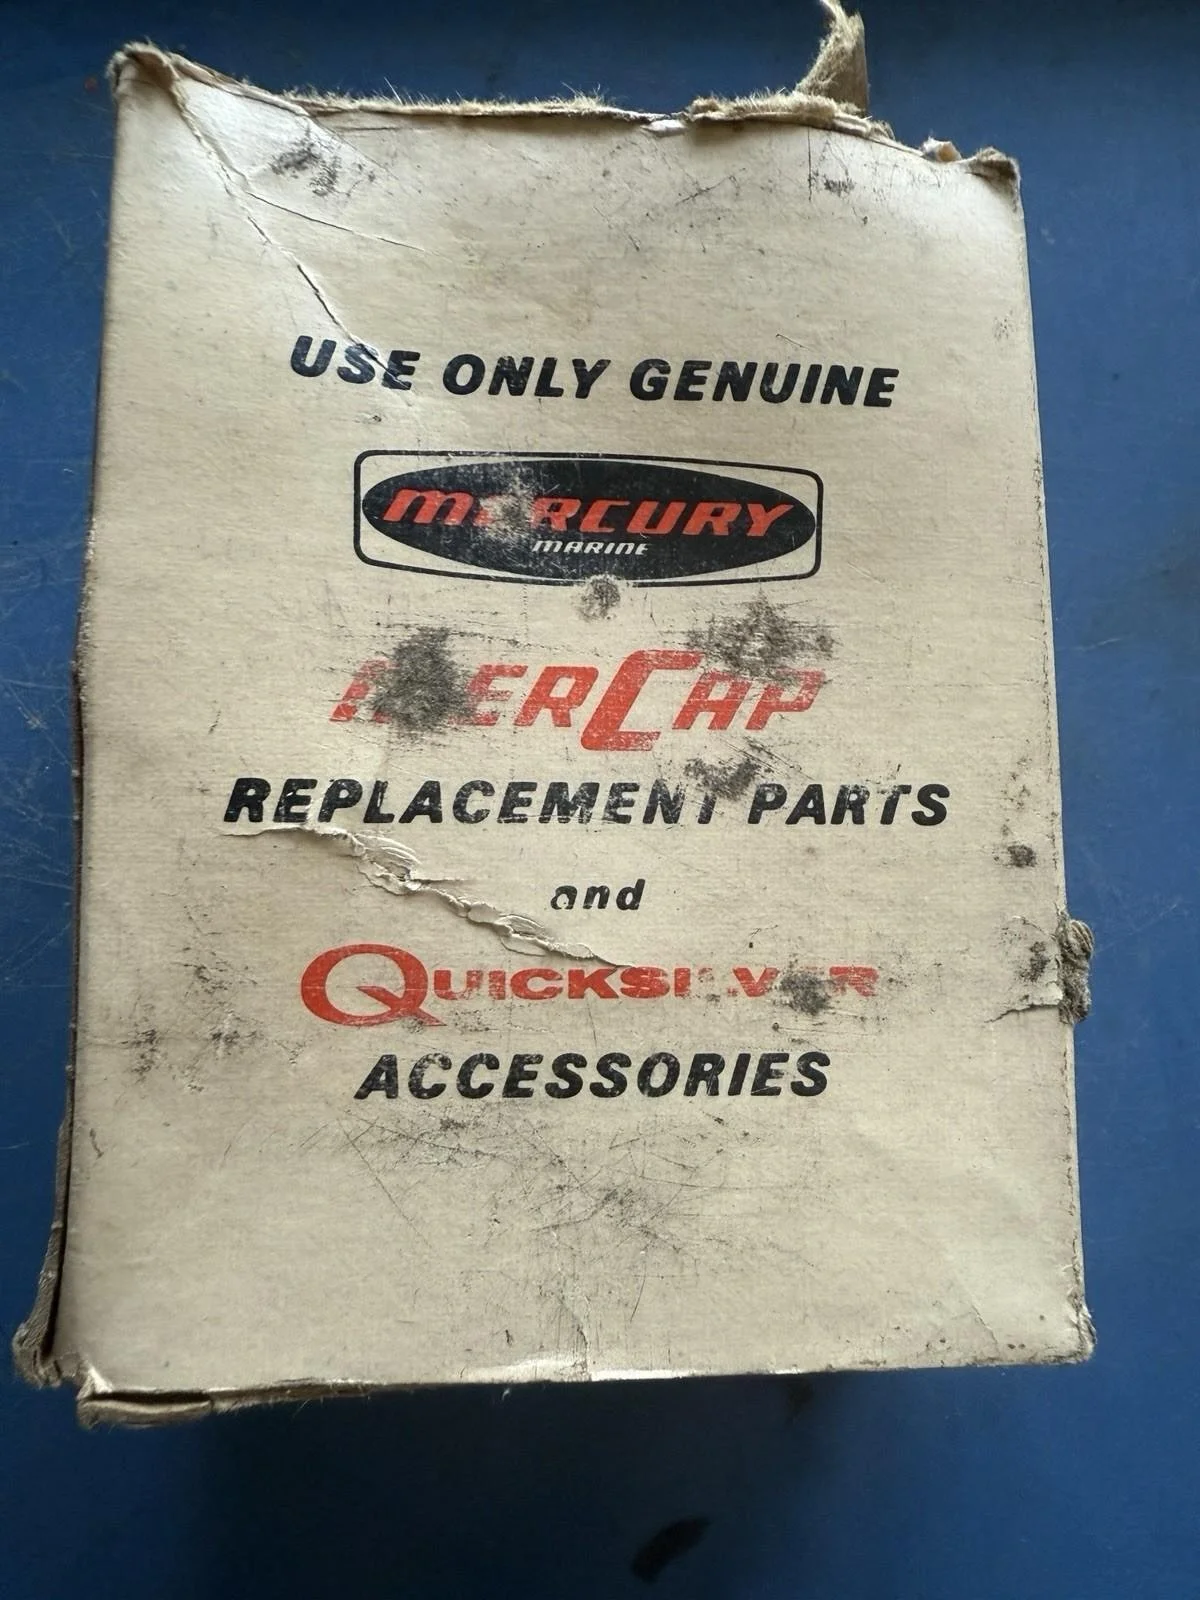 USE ONLY GENUINE
MERCURY
MARINE
MERCAP
REPLACEMENT PARTS
and
QUICKSILVER
ACCESSORIES